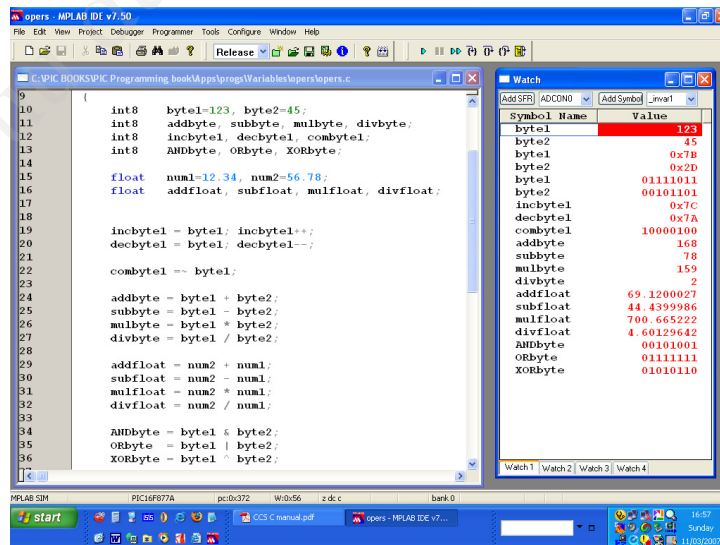 opers - MPLAB IDE v7.50
File Edit View Project Debugger Programmer Tools Configure Window Help
Release
C:\PIC BOOKS\PIC Programming book\Apps\progs\Variables\opers\opers.c
9 {
10 int8 byte1=123, byte2=45;
11 int8 addbyte, subbyte, mulbyte, divbyte;
12 int8 incbyte1, decbyte1, combyte1;
13 int8 ANDbyte, ORbyte, XORbyte;
14
15 float num1=12.34, num2=56.78;
16 float addfloat, subfloat, mulfloat, divfloat;
17
18
19 incbyte1 = byte1; incbyte1++;
20 decbyte1 = byte1; decbyte1--;
21
22 combyte1 =~ byte1;
23
24 addbyte = byte1 + byte2;
25 subbyte = byte1 - byte2;
26 mulbyte = byte1 * byte2;
27 divbyte = byte1 / byte2;
28
29 addfloat = num2 + num1;
30 subfloat = num2 - num1;
31 mulfloat = num2 * num1;
32 divfloat = num2 / num1;
33
34 ANDbyte = byte1 & byte2;
35 ORbyte = byte1 | byte2;
36 XORbyte = byte1 ^ byte2;
Watch
Add SFR ADCON0 Add Symbol _invar1
Symbol Name Value
byte1 123
byte2 45
byte1 0x7B
byte2 0x2D
byte1 01111011
byte2 00101101
incbyte1 0x7C
decbyte1 0x7A
combyte1 10000100
addbyte 168
subbyte 78
mulbyte 159
divbyte 2
addfloat 69.1200027
subfloat 44.4399986
mulfloat 700.665222
divfloat 4.60129642
ANDbyte 00101001
ORbyte 01111111
XORbyte 01010110
Watch 1 Watch 2 Watch 3 Watch 4
MPLAB SIM PIC16F877A pc:0x372 W:0x56 z dc c bank 0
start CCS C manual.pdf opers - MPLAB IDE v7...
16:57
Sunday
11/03/2007